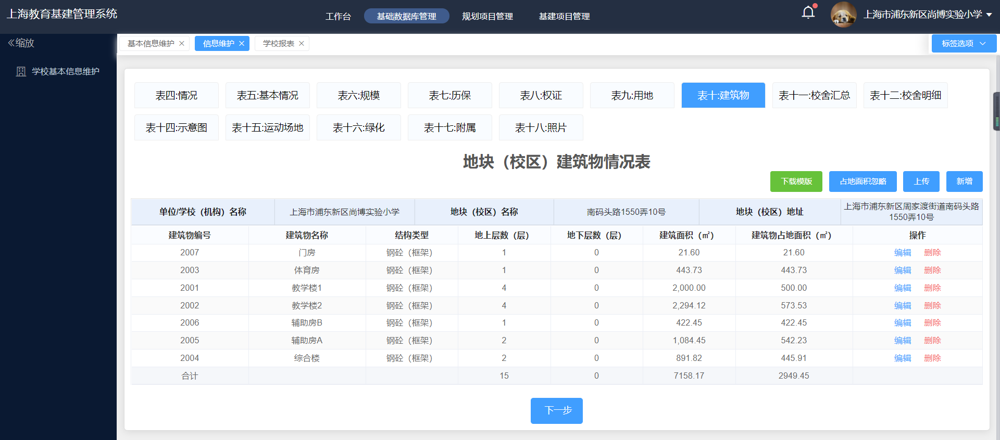 上海教育基建管理系统
工作台 基础数据库管理 规划项目管理 基建项目管理
上海市浦东新区尚博实验小学
缩放
基本信息维护 信息维护 学校报表 标签选项
学校基本信息维护
表四:情况 表五:基本情况 表六:规模 表七:历保 表八:权证 表九:用地 表十:建筑物 表十一:校舍汇总 表十二:校舍明细
表十四:示意图 表十五:运动场地 表十六:绿化 表十七:附属 表十八:照片
地块（校区）建筑物情况表
下载模版 占地面积忽略 上传 新增
单位/学校（机构）名称 上海市浦东新区尚博实验小学 地块（校区）名称 南码头路1550弄10号 地块（校区）地址 上海市浦东新区周家渡街道南码头路
1550弄10号
建筑物编号 建筑物名称 结构类型 地上层数（层） 地下层数（层） 建筑面积（㎡） 建筑物占地面积（㎡） 操作
2007 门房 钢砼（框架） 1 0 21.60 21.60 编辑 删除
2003 体育房 钢砼（框架） 1 0 443.73 443.73 编辑 删除
2001 教学楼1 钢砼（框架） 4 0 2,000.00 500.00 编辑 删除
2002 教学楼2 钢砼（框架） 4 0 2,294.12 573.53 编辑 删除
2006 辅助房B 钢砼（框架） 1 0 422.45 422.45 编辑 删除
2005 辅助房A 钢砼（框架） 2 0 1,084.45 542.23 编辑 删除
2004 综合楼 钢砼（框架） 2 0 891.82 445.91 编辑 删除
合计 15 0 7158.17 2949.45
下一步